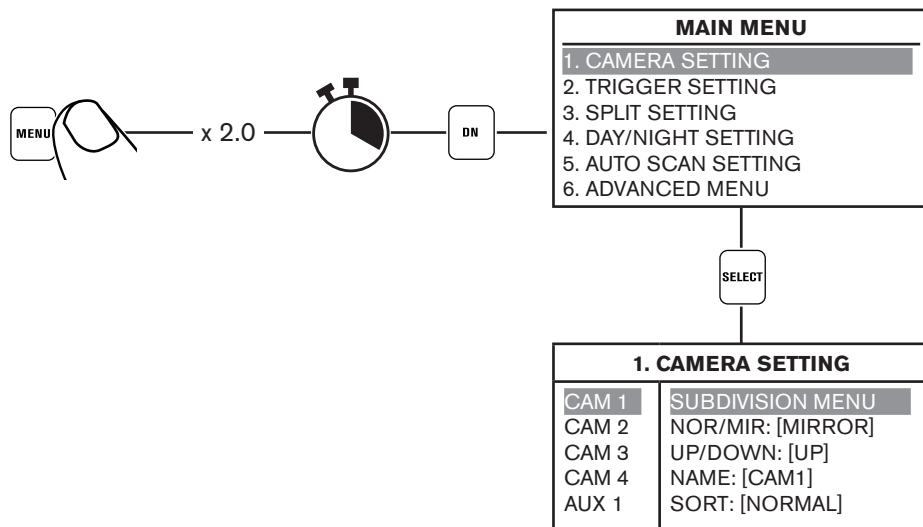 MAIN MENU
1. CAMERA SETTING
2. TRIGGER SETTING
3. SPLIT SETTING
4. DAY/NIGHT SETTING
5. AUTO SCAN SETTING
6. ADVANCED MENU
MENU
x 2.0
DN
SELECT
1. CAMERA SETTING
CAM 1 SUBDIVISION MENU
CAM 2 NOR/MIR: [MIRROR]
CAM 3 UP/DOWN: [UP]
CAM 4 NAME: [CAM1]
AUX 1 SORT: [NORMAL]